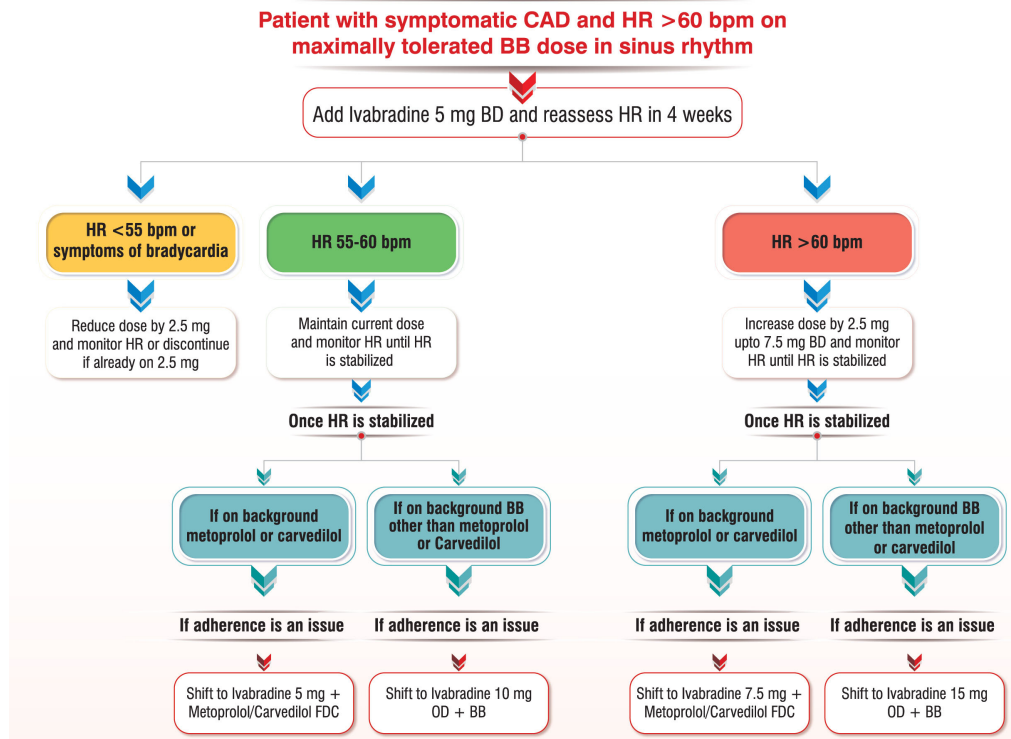 Patient with symptomatic CAD and HR >60 bpm on
maximally tolerated BB dose in sinus rhythm
Add Ivabradine 5 mg BD and reassess HR in 4 weeks
HR <55 bpm or
symptoms of bradycardia
HR 55-60 bpm
HR >60 bpm
Reduce dose by 2.5 mg
and monitor HR or discontinue
if already on 2.5 mg
Maintain current dose
and monitor HR until HR
is stabilized
Increase dose by 2.5 mg
upto 7.5 mg BD and monitor
HR until HR is stabilized
Once HR is stabilized
Once HR is stabilized
If on background
metoprolol or carvedilol
If on background BB
other than metoprolol
or Carvedilol
If on background
metoprolol or carvedilol
If on background BB
other than metoprolol
or carvedilol
If adherence is an issue
If adherence is an issue
If adherence is an issue
If adherence is an issue
Shift to Ivabradine 5 mg +
Metoprolol/Carvedilol FDC
Shift to Ivabradine 10 mg
OD + BB
Shift to Ivabradine 7.5 mg +
Metoprolol/Carvedilol FDC
Shift to Ivabradine 15 mg
OD + BB